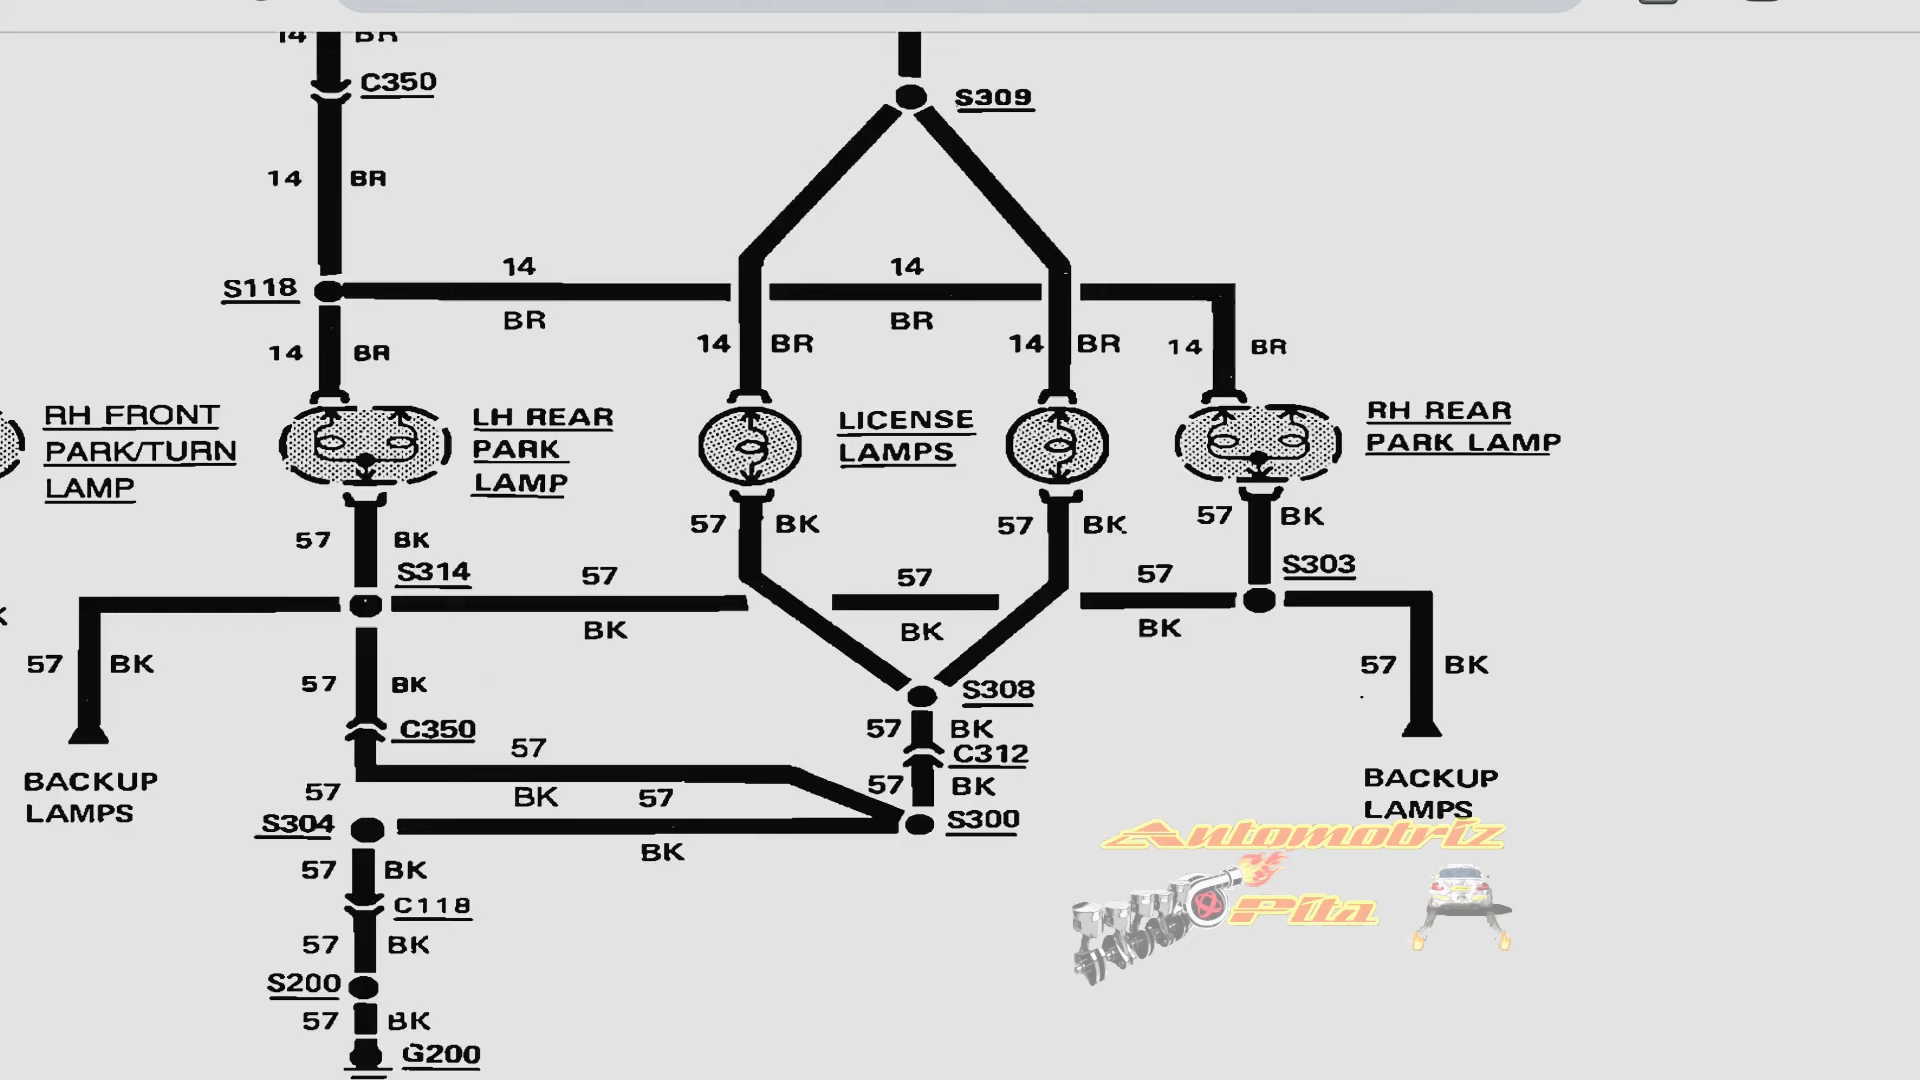 14 BR
C350
S309
14 BR
S118
14
14
BR
BR
14 BR
14 BR
14 BR
14 BR
RH FRONT
PARK/TURN
LAMP
LH REAR
PARK
LAMP
LICENSE
LAMPS
RH REAR
PARK LAMP
57 BK
57 BK
57 BK
57 BK
S314
S303
57
57
57
BK
BK
BK
57 BK
57 BK
57 BK
C350
S308
57 BK
C312
57 BK
57
BK
57
BACKUP
LAMPS
BACKUP
LAMPS
57
S304
S300
BK
57 BK
C118
57 BK
S200
57 BK
G200
Automotriz
Pita